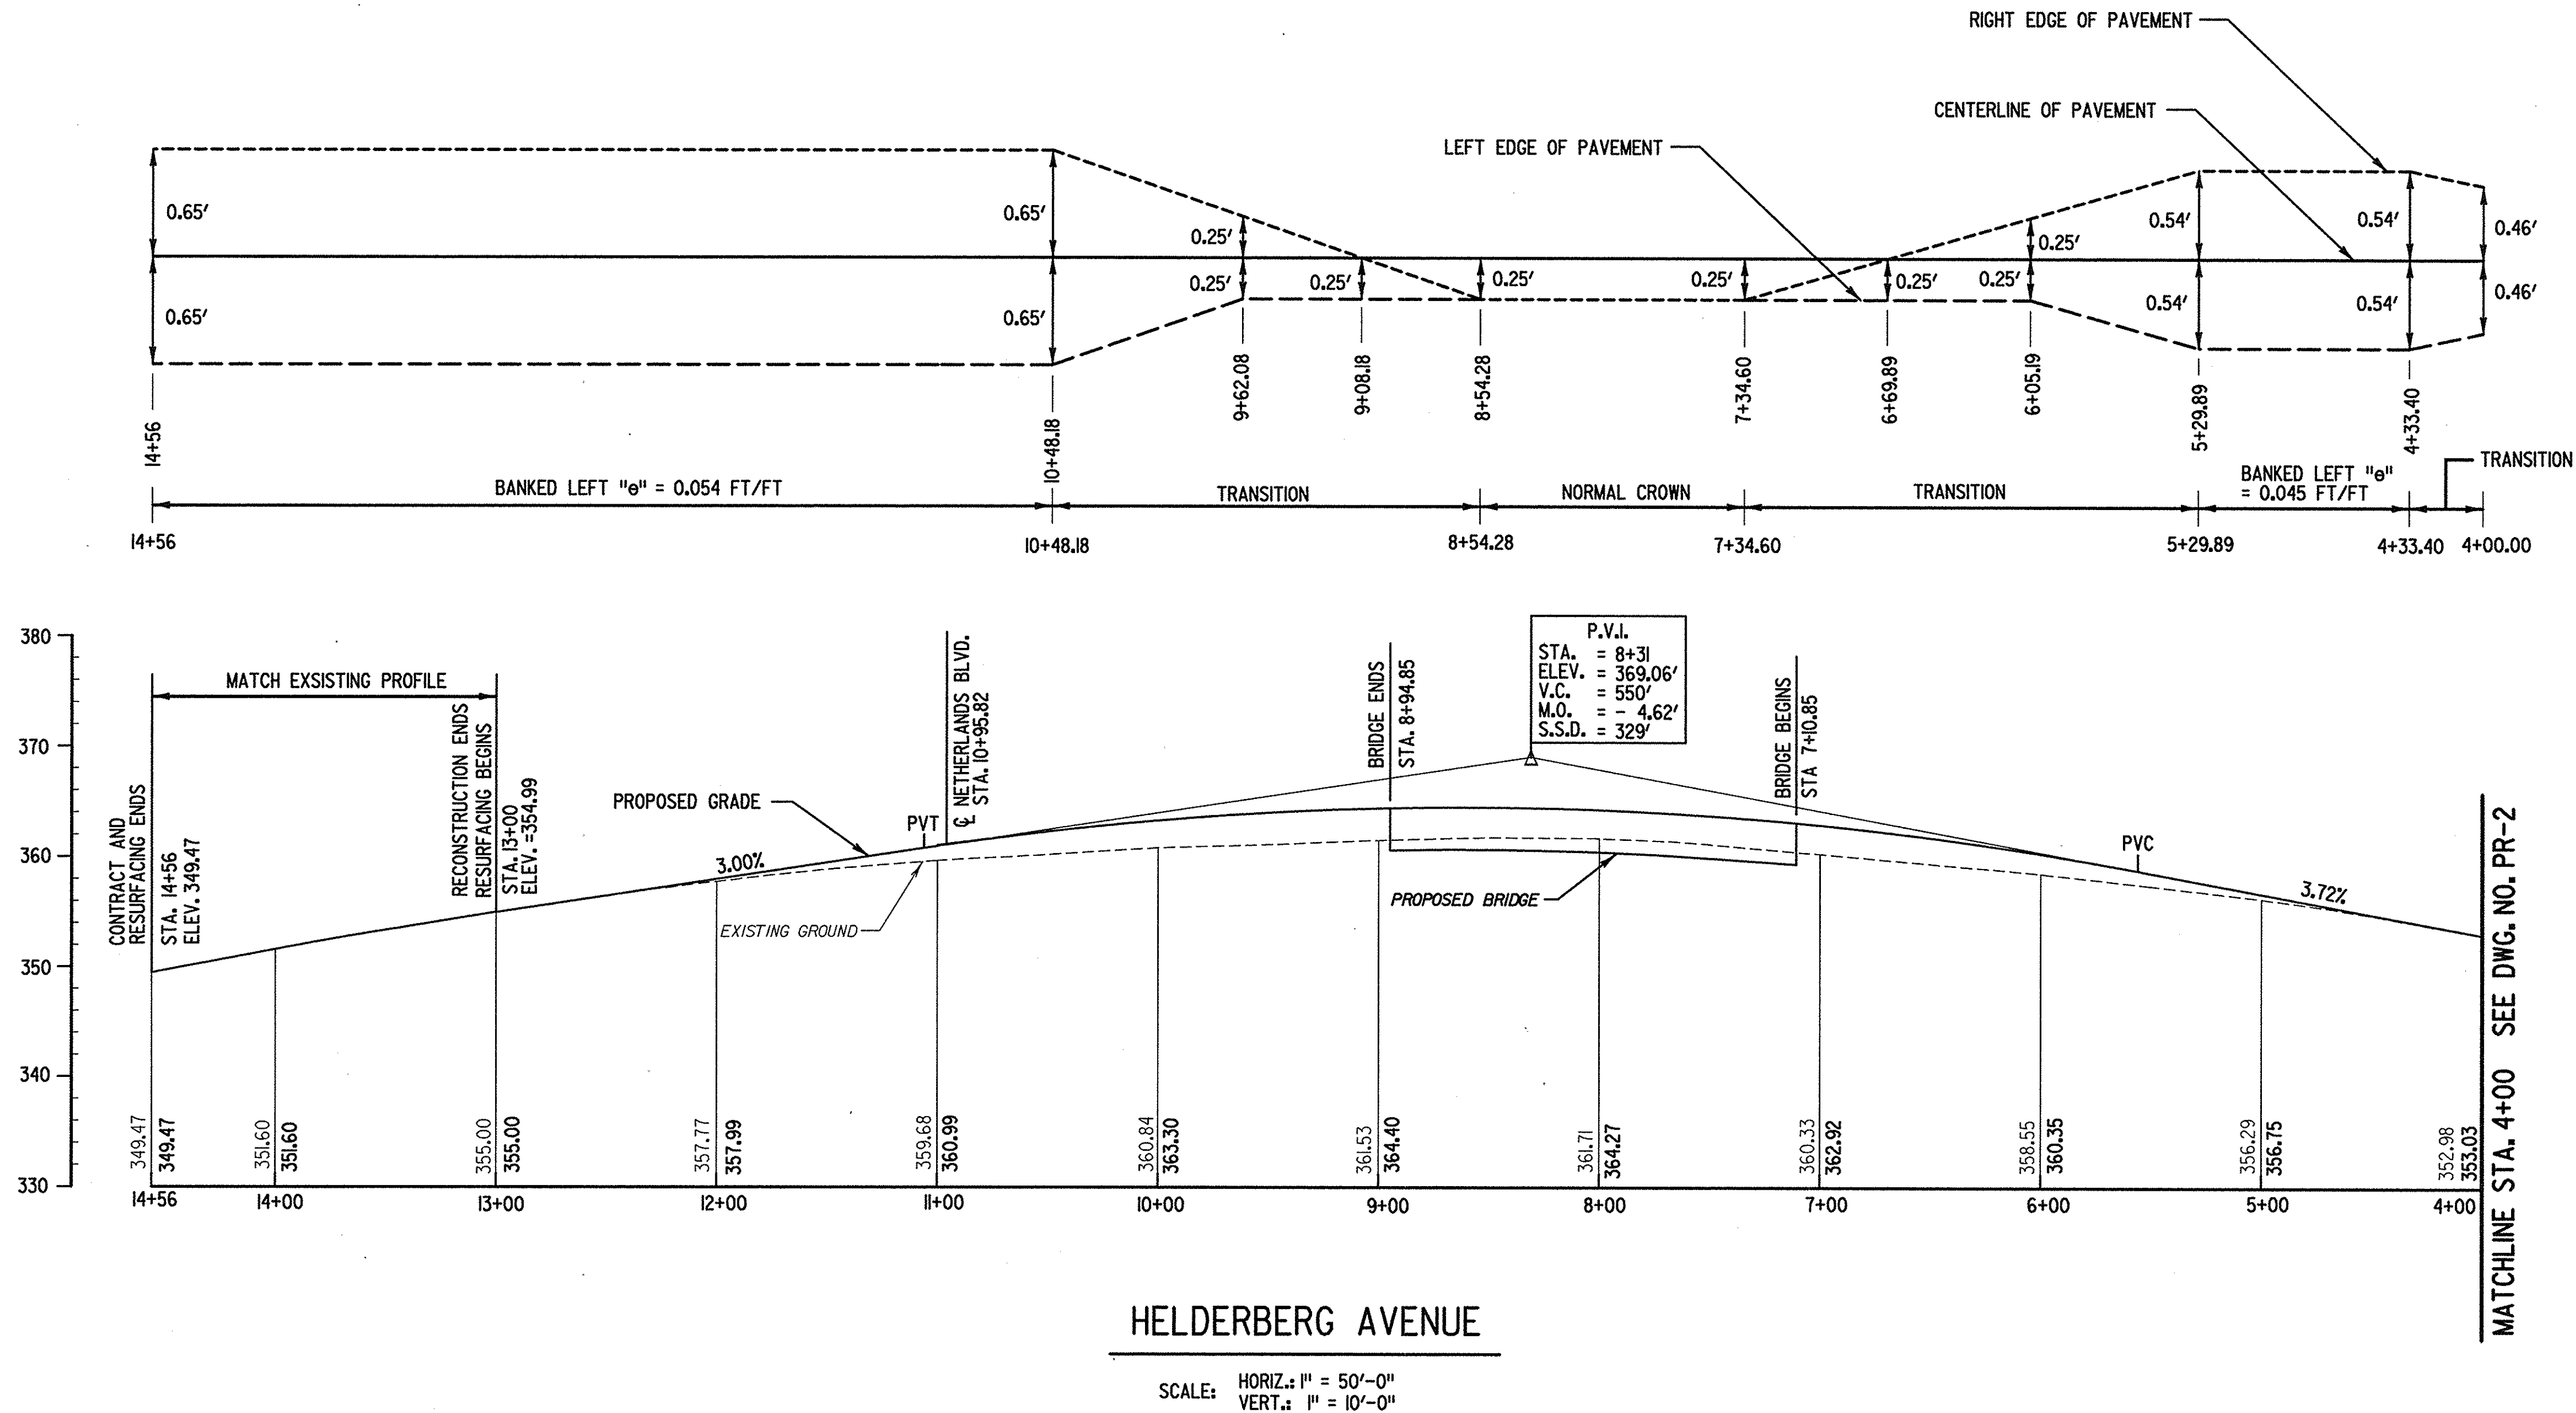 RIGHT EDGE OF PAVEMENT
CENTERLINE OF PAVEMENT
LEFT EDGE OF PAVEMENT
0.65'
0.65'
0.25'
0.25'
0.54'
0.54'
0.46'
0.65'
0.65'
0.25'
0.25'
0.25'
0.25'
0.25'
0.25'
0.54'
0.54'
0.46'
14+56
10+48.18
9+62.08
9+08.18
8+54.28
7+34.60
6+69.89
6+05.19
5+29.89
4+33.40
BANKED LEFT "e" = 0.054 FT/FT
TRANSITION
NORMAL CROWN
TRANSITION
BANKED LEFT "e"
= 0.045 FT/FT
TRANSITION
14+56
10+48.18
8+54.28
7+34.60
5+29.89
4+33.40
4+00.00
380
370
360
350
340
330
MATCH EXSISTING PROFILE
CONTRACT AND
RESURFACING ENDS
STA. 14+56
ELEV. 349.47
RECONSTRUCTION ENDS
RESURFACING BEGINS
STA. 13+00
ELEV. =354.99
PROPOSED GRADE
3.00%
EXISTING GROUND
PVT
℄ NETHERLANDS BLVD.
STA. 10+95.82
BRIDGE ENDS
STA. 8+94.85
P.V.I.
STA. = 8+31
ELEV. = 369.06'
V.C. = 550'
M.O. = - 4.62'
S.S.D. = 329'
BRIDGE BEGINS
STA 7+10.85
PROPOSED BRIDGE
PVC
3.72%
MATCHLINE STA. 4+00 SEE DWG. NO. PR-2
349.47
349.47
351.60
351.60
355.00
355.00
357.77
357.99
359.68
360.99
360.84
363.30
361.53
364.40
361.71
364.27
360.33
362.92
358.55
360.35
356.29
356.75
352.98
353.03
14+56
14+00
13+00
12+00
11+00
10+00
9+00
8+00
7+00
6+00
5+00
4+00
HELDERBERG AVENUE
SCALE:
HORIZ.: 1" = 50'-0"
VERT.: 1" = 10'-0"